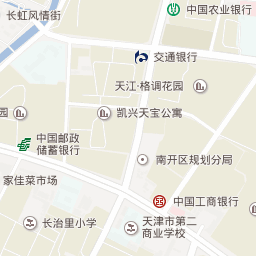 中国农业银行
长虹风情街
交通银行
天江·格调花园
园
凯兴天宝公寓
中国邮政
储蓄银行
南开区规划分局
家佳菜市场
中国工商银行
长治里小学
天津市第二
商业学校